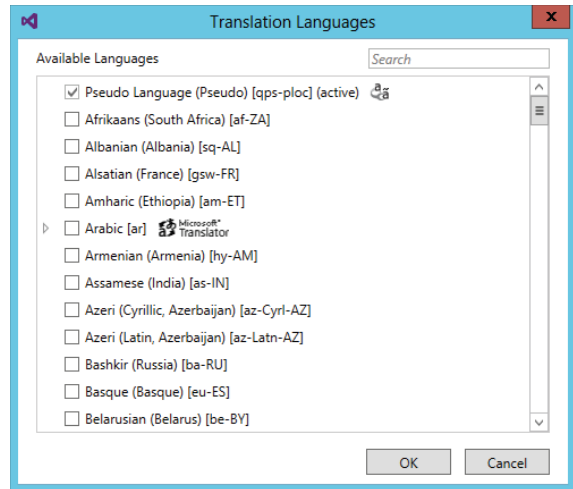 Translation Languages
x
Available Languages
Search
Pseudo Language (Pseudo) [qps-ploc] (active)
Afrikaans (South Africa) [af-ZA]
Albanian (Albania) [sq-AL]
Alsatian (France) [gsw-FR]
Amharic (Ethiopia) [am-ET]
Arabic [ar] Microsoft® Translator
Armenian (Armenia) [hy-AM]
Assamese (India) [as-IN]
Azeri (Cyrillic, Azerbaijan) [az-Cyrl-AZ]
Azeri (Latin, Azerbaijan) [az-Latn-AZ]
Bashkir (Russia) [ba-RU]
Basque (Basque) [eu-ES]
Belarusian (Belarus) [be-BY]
OK Cancel